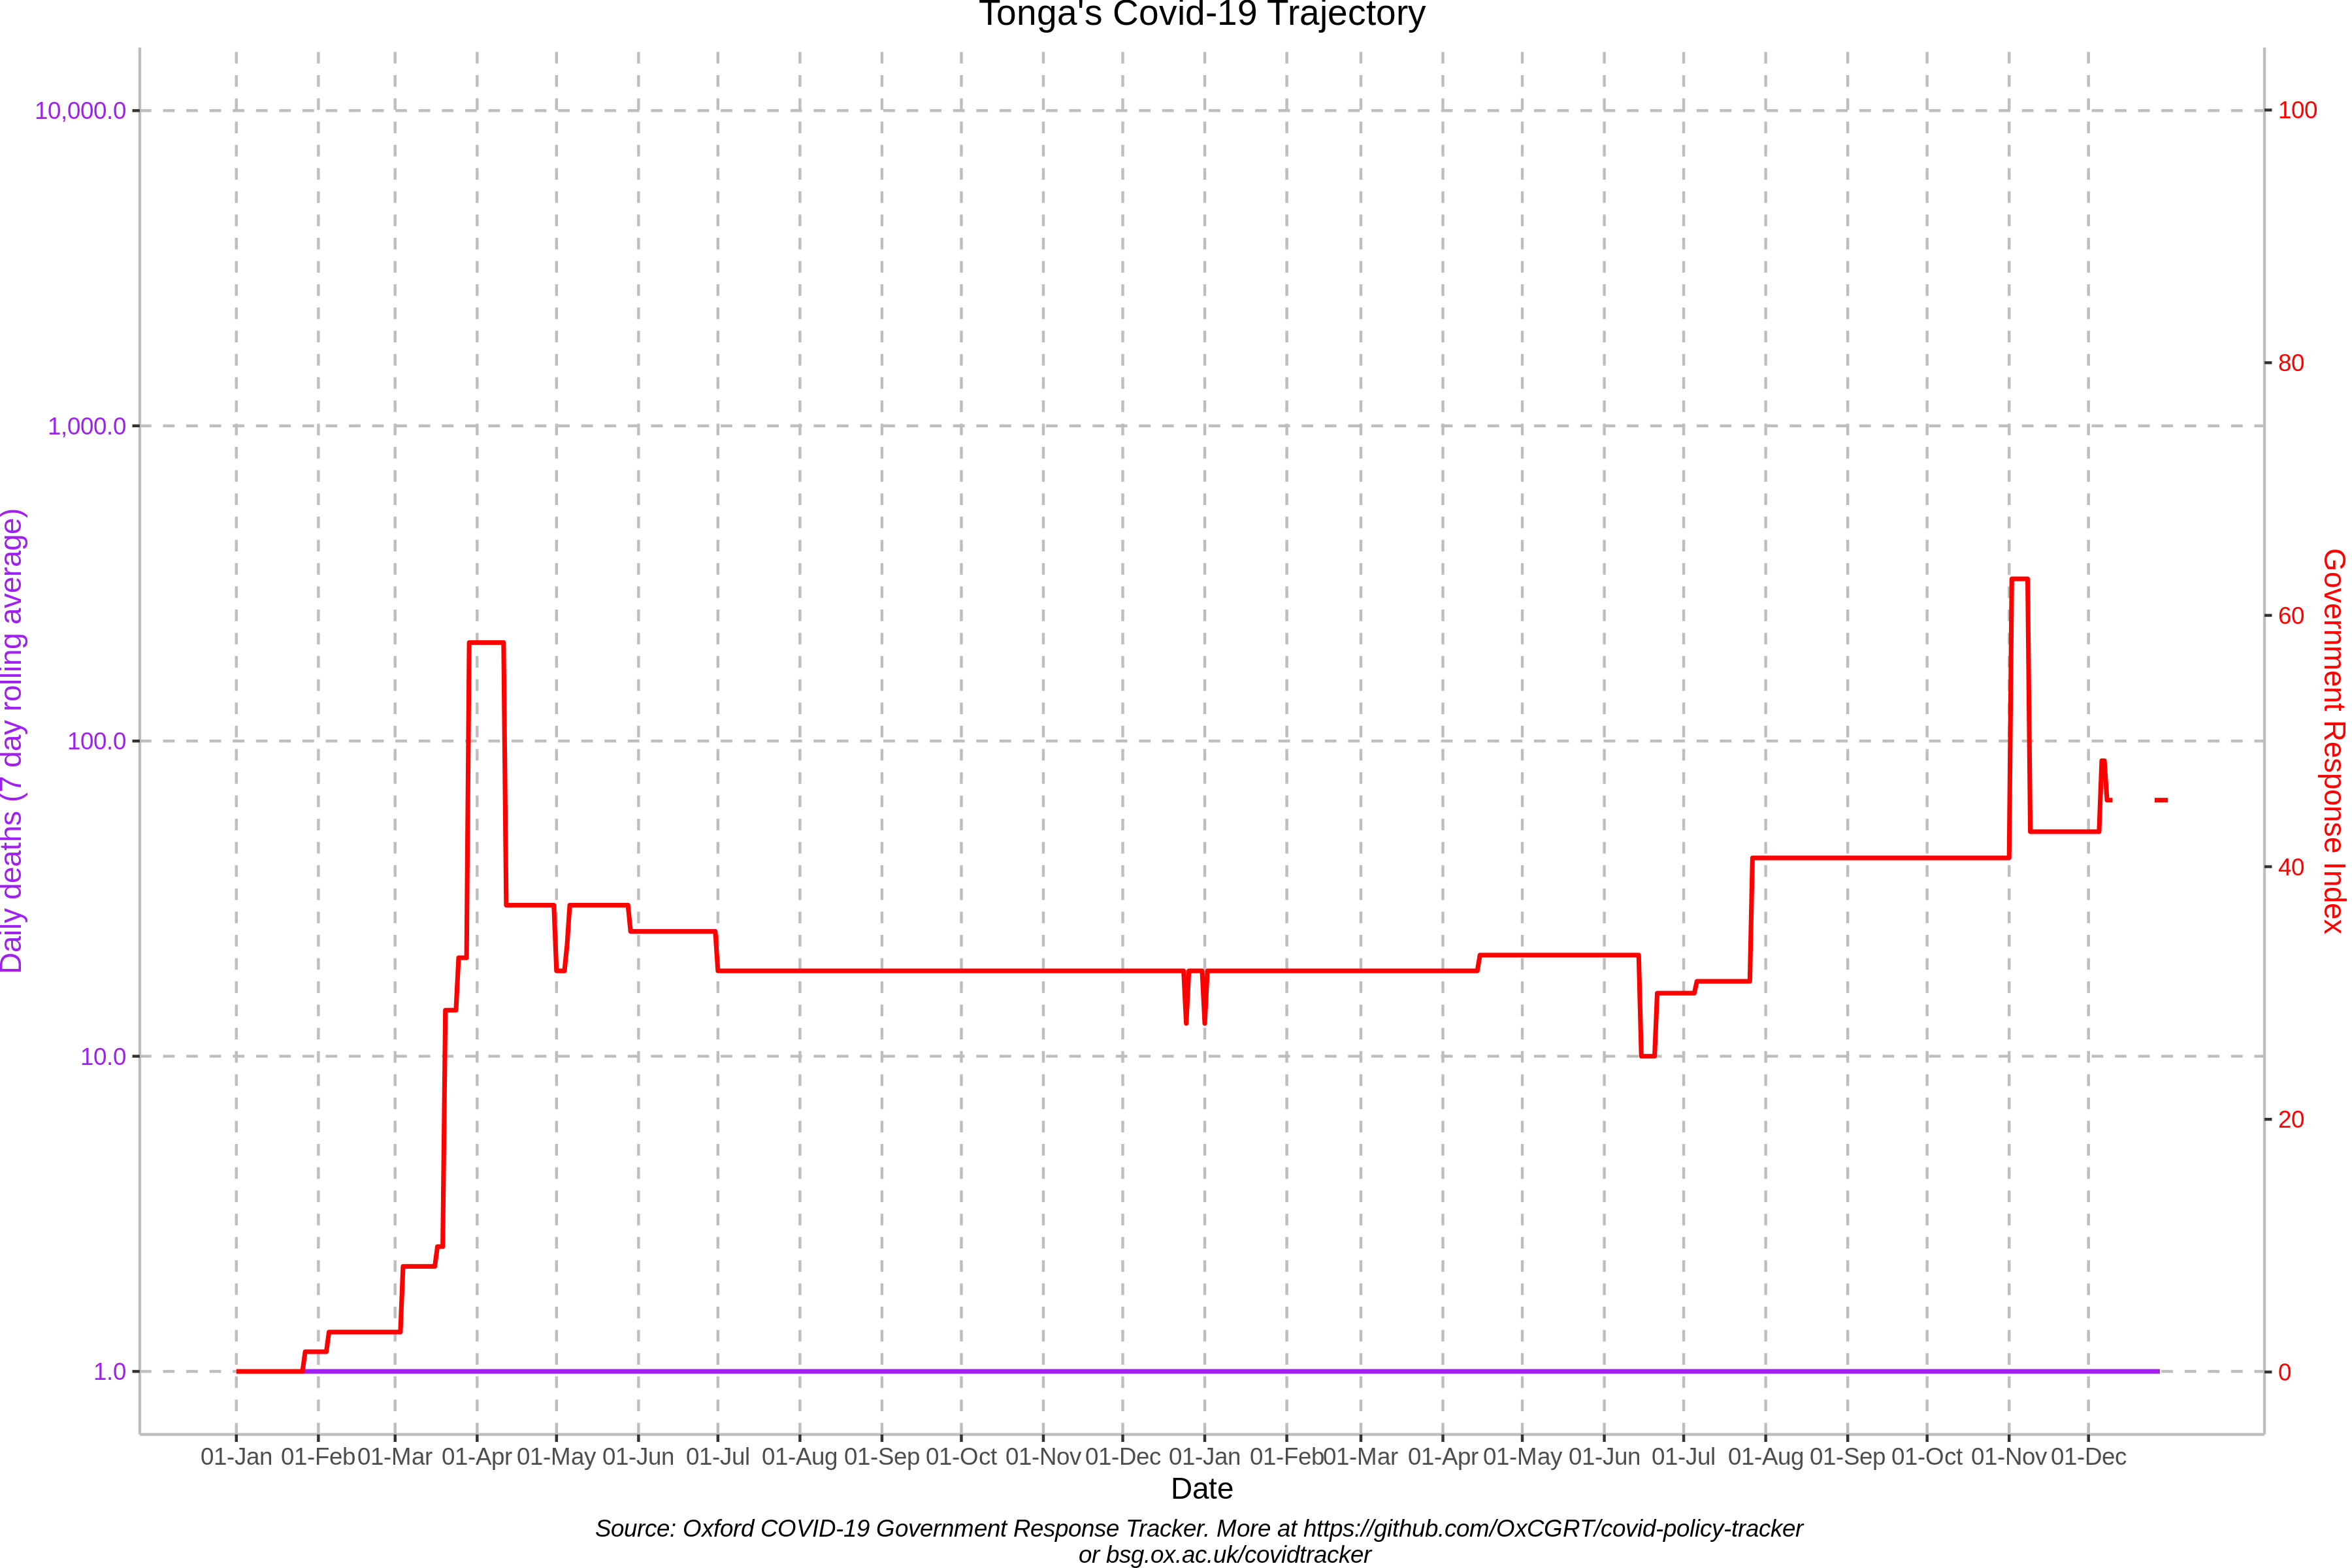 Tonga's Covid-19 Trajectory
10,000.0
1,000.0
100.0
10.0
1.0
Daily deaths (7 day rolling average)
100
80
60
40
20
0
Government Response Index
01-Jan 01-Feb 01-Mar 01-Apr 01-May 01-Jun 01-Jul 01-Aug 01-Sep 01-Oct 01-Nov 01-Dec 01-Jan 01-Feb 01-Mar 01-Apr 01-May 01-Jun 01-Jul 01-Aug 01-Sep 01-Oct 01-Nov 01-Dec
Date
Source: Oxford COVID-19 Government Response Tracker. More at https://github.com/OxCGRT/covid-policy-tracker
or bsg.ox.ac.uk/covidtracker